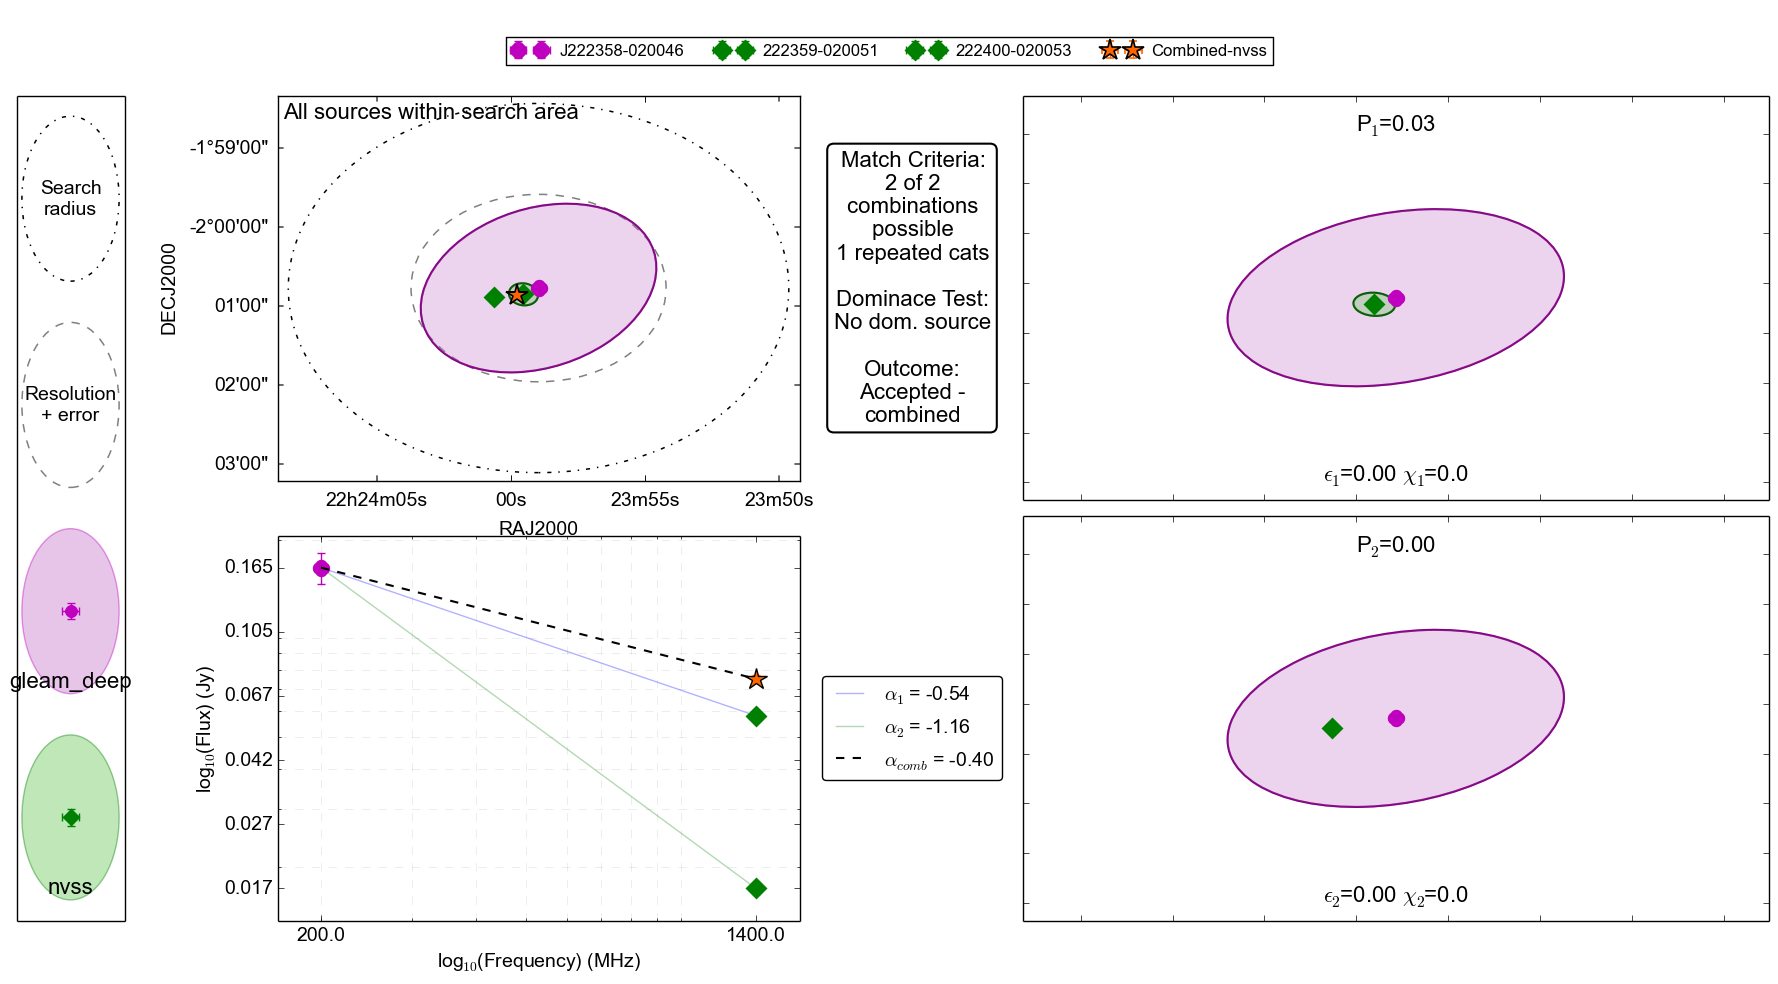 J222358-020046 222359-020051 222400-020053 Combined-nvss
Search
radius
Resolution
+ error
gleam_deep
nvss
All sources within search area
DECJ2000
-1°59'00"
-2°00'00"
01'00"
02'00"
03'00"
22h24m05s 00s 23m55s 23m50s
RAJ2000
Match Criteria:
2 of 2
combinations
possible
1 repeated cats
Dominace Test:
No dom. source
Outcome:
Accepted -
combined
P₁=0.03
ϵ₁=0.00 χ₁=0.0
P₂=0.00
ϵ₂=0.00 χ₂=0.0
log₁₀(Flux) (Jy)
0.165
0.105
0.067
0.042
0.027
0.017
200.0 1400.0
log₁₀(Frequency) (MHz)
α₁ = -0.54
α₂ = -1.16
α_comb = -0.40